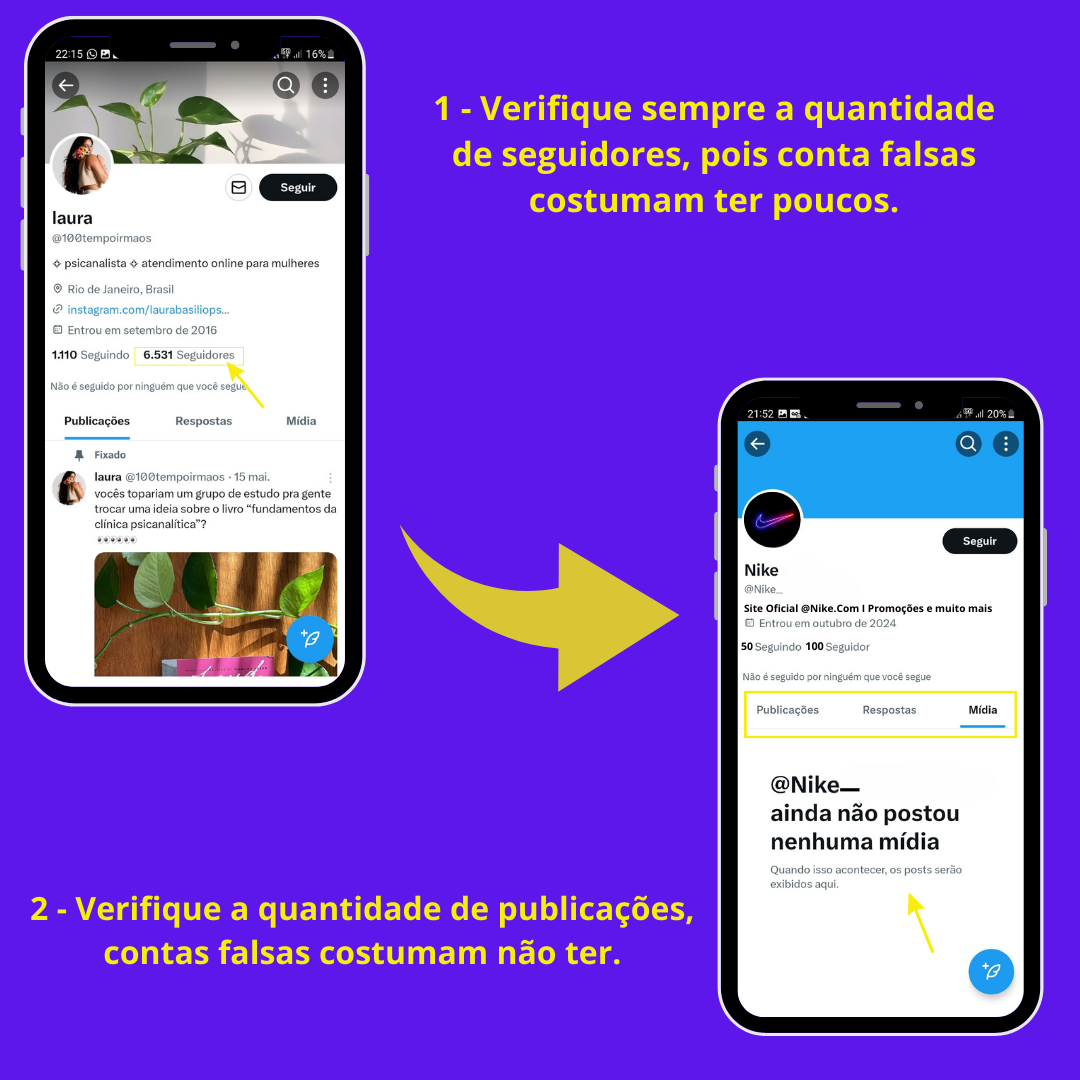 22:15
16%
1 - Verifique sempre a quantidade
de seguidores, pois conta falsas
costumam ter poucos.
Seguir
laura
@100tempoirmaos
psicanalista ✧ atendimento online para mulheres
Rio de Janeiro, Brasil
instagram.com/laurabasiliops...
Entrou em setembro de 2016
1.110 Seguindo 6.531 Seguidores
Não é seguido por ninguém que você segue
Publicações Respostas Mídia
Fixado
laura @100tempoirmaos · 15 mai.
vocês topariam um grupo de estudo pra gente
trocar uma ideia sobre o livro “fundamentos da
clínica psicanalítica”?
21:52
20%
Seguir
Nike
@Nike_
Site Oficial @Nike.Com I Promoções e muito mais
Entrou em outubro de 2024
50 Seguindo 100 Seguidor
Não é seguido por ninguém que você segue
Publicações Respostas Mídia
@Nike_
ainda não postou
nenhuma mídia
Quando isso acontecer, os posts serão
exibidos aqui.
2 - Verifique a quantidade de publicações,
contas falsas costumam não ter.